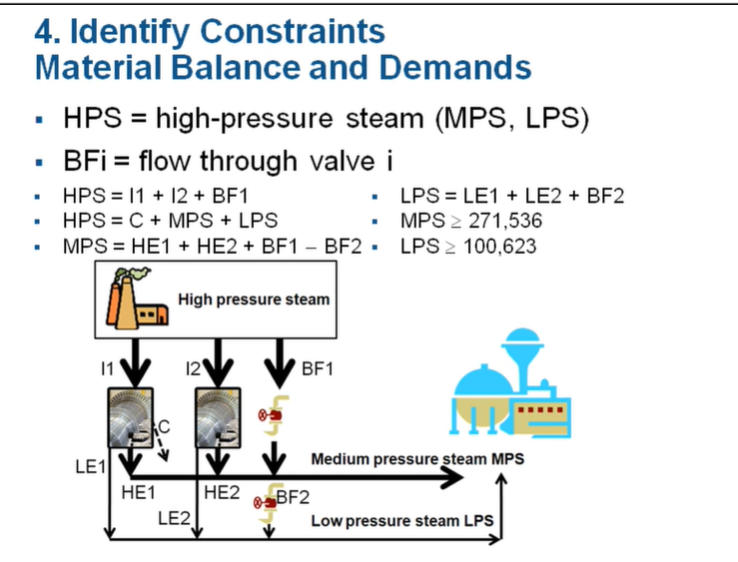 4. Identify Constraints
Material Balance and Demands
▪ HPS = high-pressure steam (MPS, LPS)
▪ BFi = flow through valve i
▪ HPS = I1 + I2 + BF1
▪ HPS = C + MPS + LPS
▪ MPS = HE1 + HE2 + BF1 – BF2
▪ LPS = LE1 + LE2 + BF2
▪ MPS ≥ 271,536
▪ LPS ≥ 100,623
High pressure steam
I1
I2
BF1
C
LE1
Medium pressure steam MPS
HE1
HE2
BF2
LE2
Low pressure steam LPS